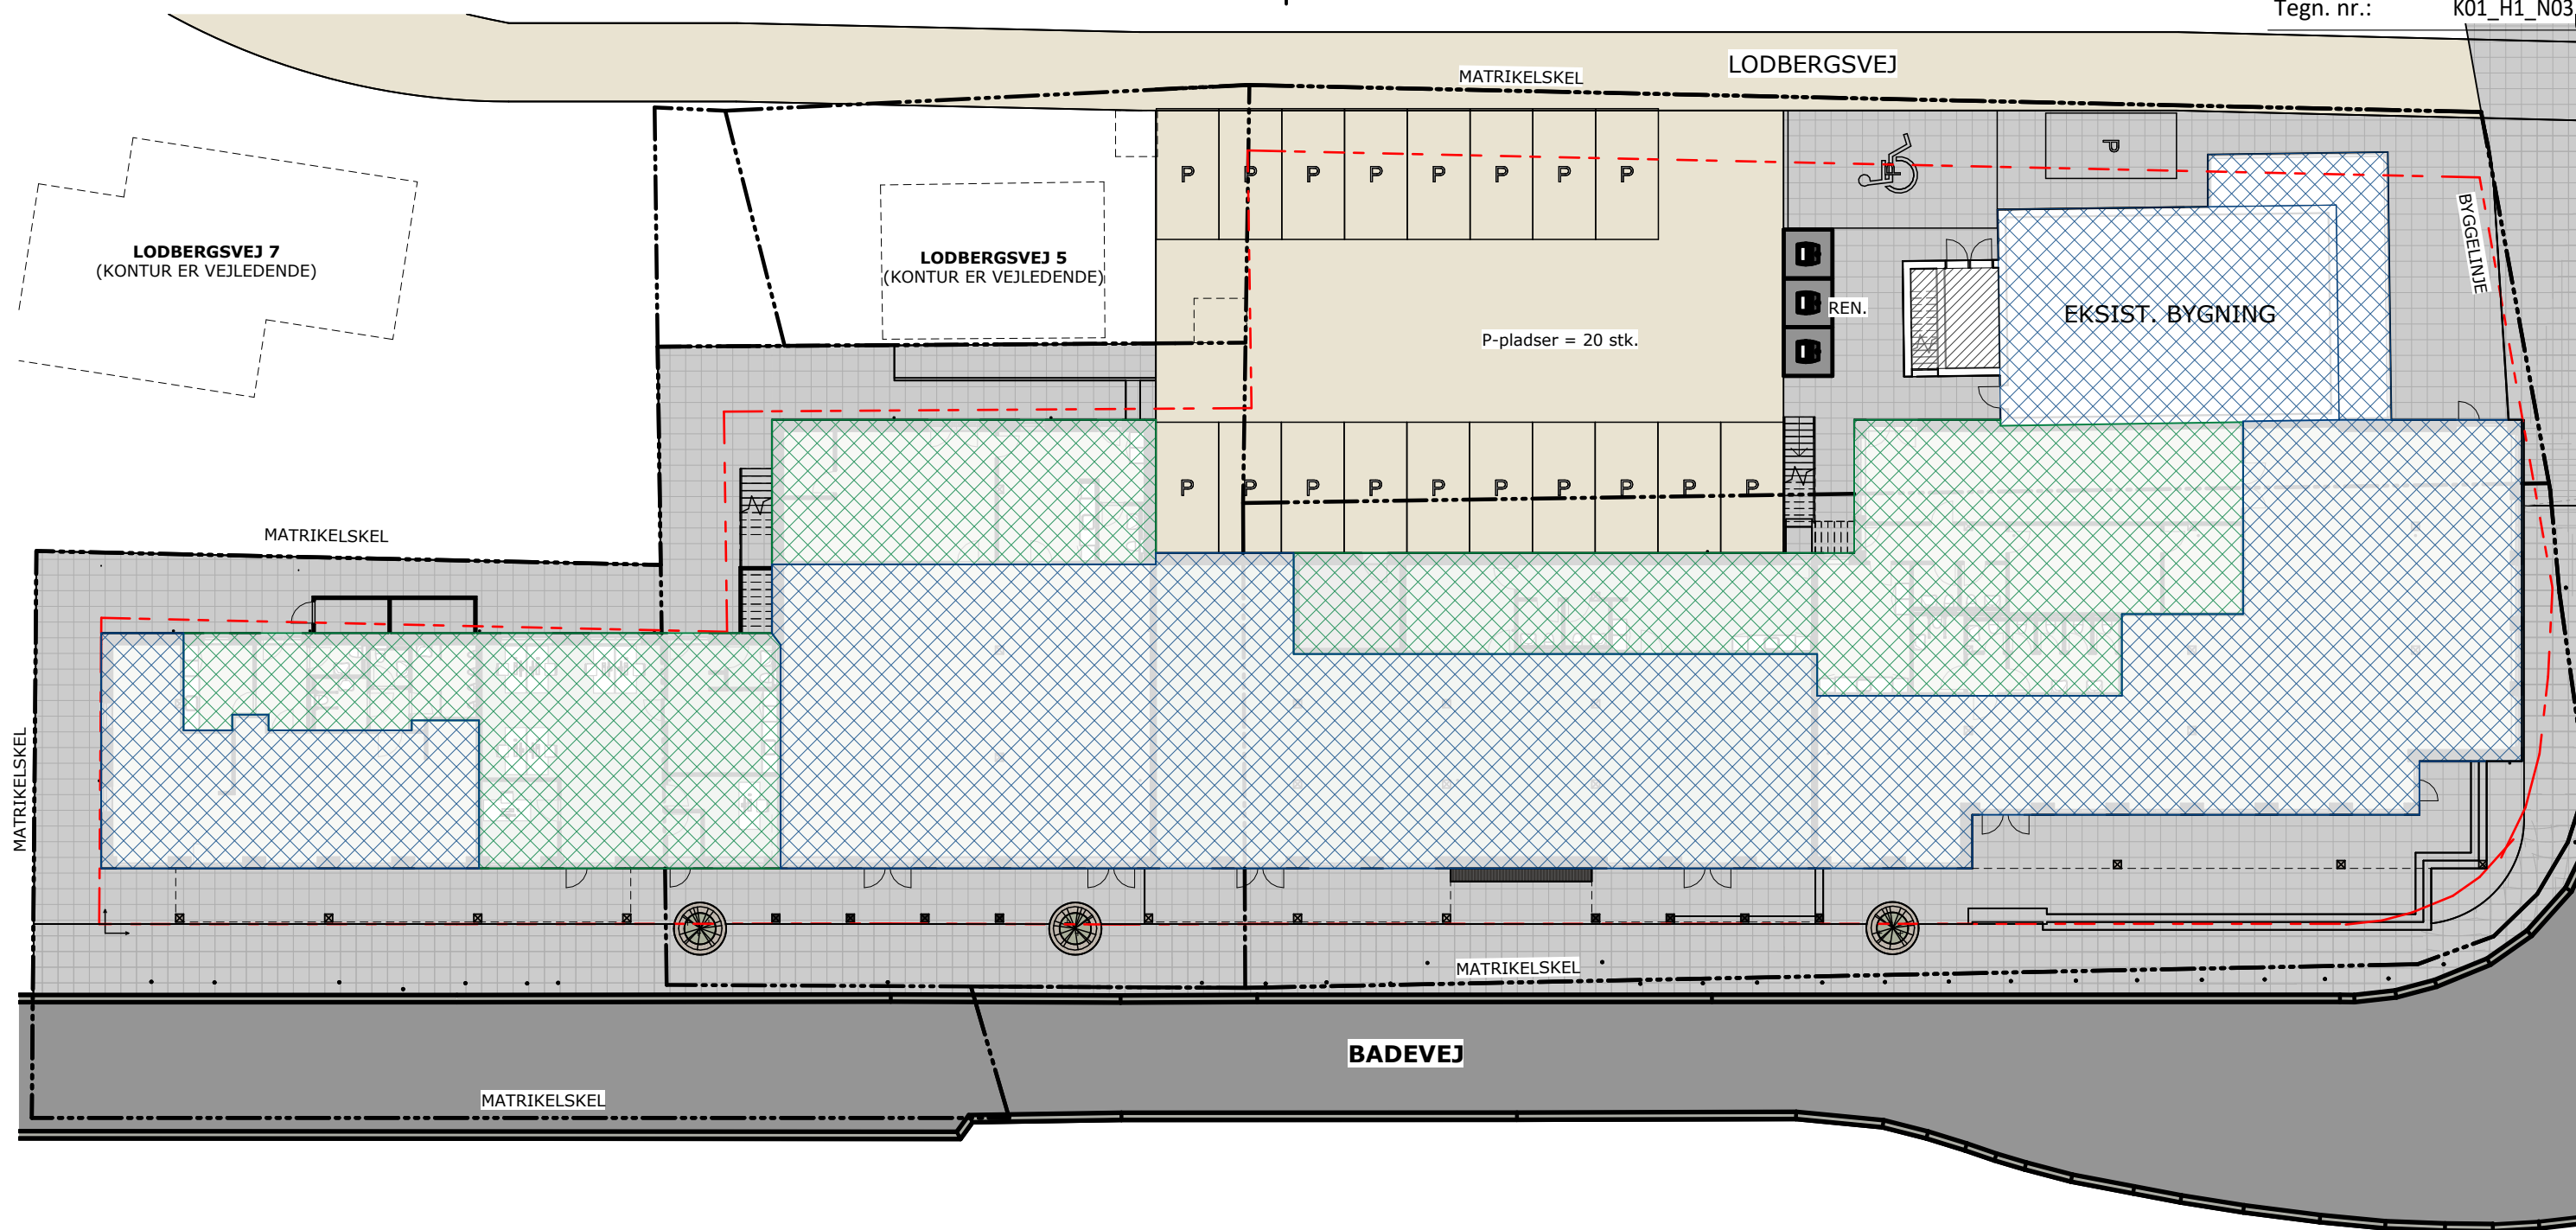 Tegn. nr.: K01_H1_N03
LODBERGSVEJ
MATRIKELSKEL
P P P P P P P P
P
P
BYGGELINJE
LODBERGSVEJ 7
(KONTUR ER VEJLEDENDE)
LODBERGSVEJ 5
(KONTUR ER VEJLEDENDE)
REN.
EKSIST. BYGNING
P-pladser = 20 stk.
P P P P P P P P P P
MATRIKELSKEL
MATRIKELSKEL
MATRIKELSKEL
BADEVEJ
MATRIKELSKEL